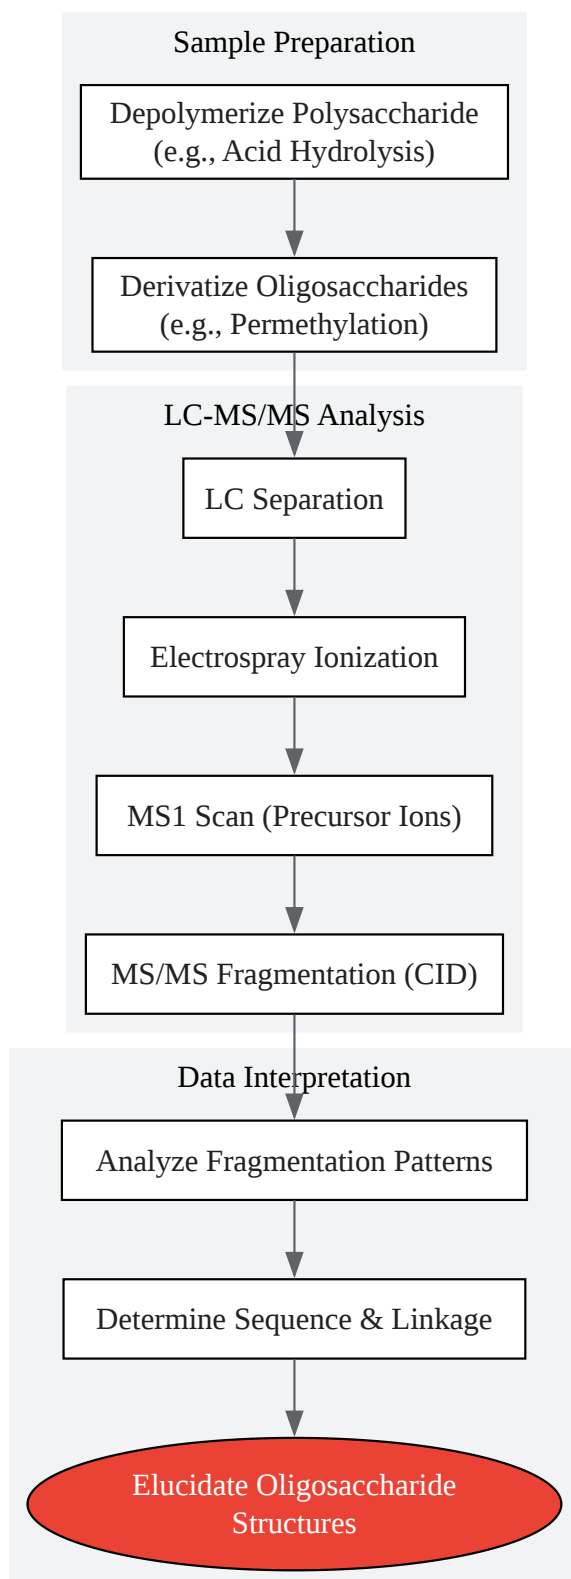 Sample Preparation
Depolymerize Polysaccharide
(e.g., Acid Hydrolysis)
Derivatize Oligosaccharides
(e.g., Permethylation)
LC-MS/MS Analysis
LC Separation
Electrospray Ionization
MS1 Scan (Precursor Ions)
MS/MS Fragmentation (CID)
Data Interpretation
Analyze Fragmentation Patterns
Determine Sequence & Linkage
Elucidate Oligosaccharide
Structures